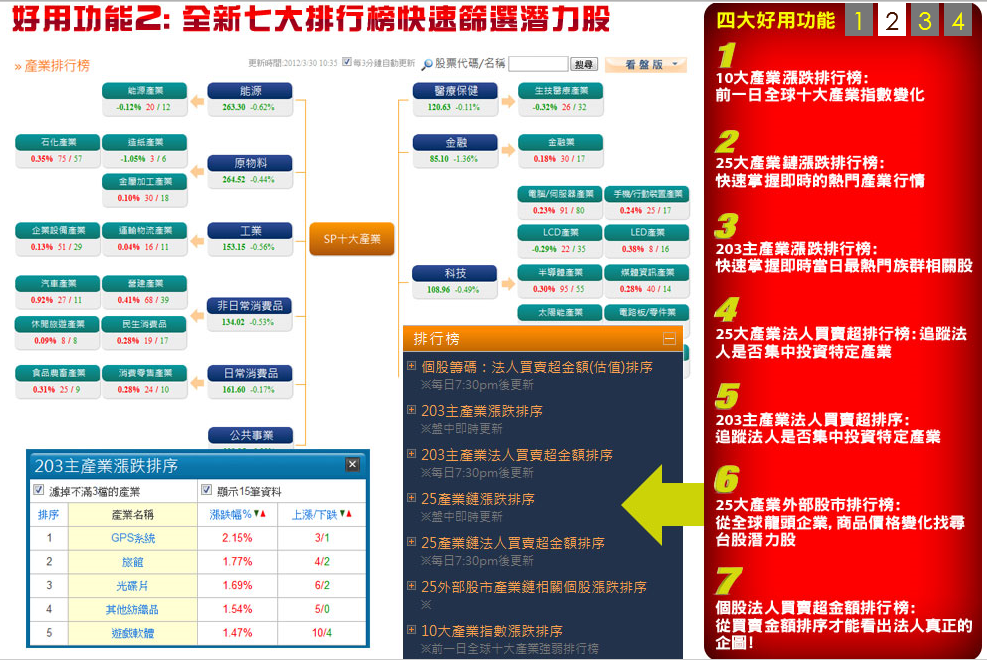 好用功能2: 全新七大排行榜快速篩選潛力股
» 產業排行榜
更新時間:2012/3/30 10:35 每3分鐘自動更新 股票代碼/名稱 搜尋 看盤版
能源產業
-0.12% 20 / 12
能源
263.30 -0.62%
石化產業
0.35% 75 / 57
造紙產業
-1.05% 3 / 6
金屬加工產業
0.10% 30 / 18
原物料
264.52 -0.44%
企業設備產業
0.13% 51 / 29
運輸物流產業
0.04% 16 / 11
工業
153.15 -0.56%
汽車產業
0.92% 27 / 11
營建產業
0.41% 68 / 39
休閒旅遊產業
0.09% 8 / 8
民生消費品
0.28% 19 / 17
非日常消費品
134.02 -0.53%
食品農畜產業
0.31% 25 / 9
消費零售產業
0.28% 24 / 10
日常消費品
161.60 -0.17%
公共事業
SP十大產業
醫療保健
120.63 -0.11%
生技醫療產業
-0.32% 26 / 32
金融
85.10 -1.36%
金融業
0.18% 30 / 17
電腦/伺服器產業
0.23% 91 / 80
手機/行動裝置產業
0.24% 25 / 17
LCD產業
-0.29% 22 / 35
LED產業
0.38% 8 / 16
科技
108.96 -0.49%
半導體產業
0.30% 95 / 55
媒體資訊產業
0.28% 40 / 14
太陽能產業
電路板/零件業
203主產業漲跌排序
濾掉不滿3檔的產業 顯示15筆資料
排序 產業名稱 漲跌幅%▼▲ 上漲/下跌▼▲
1 GPS系統 2.15% 3/1
2 旅館 1.77% 4/2
3 光碟片 1.69% 6/2
4 其他紡織品 1.54% 5/0
5 遊戲軟體 1.47% 10/4
排行榜
個股籌碼：法人買賣超金額(估值)排序
※每日7:30pm後更新
203主產業漲跌排序
※盤中即時更新
203主產業法人買賣超金額排序
※每日7:30pm後更新
25產業鏈漲跌排序
※盤中即時更新
25產業鏈法人買賣超金額排序
※每日7:30pm後更新
25外部股市產業鏈相關個股漲跌排序
※
10大產業指數漲跌排序
※前一日全球十大產業強弱排行榜
四大好用功能 1 2 3 4
1
10大產業漲跌排行榜:
前一日全球十大產業指數變化
2
25大產業鏈漲跌排行榜:
快速掌握即時的熱門產業行情
3
203主產業漲跌排行榜:
快速掌握即時當日最熱門族群相關股
4
25大產業法人買賣超排行榜: 追蹤法
人是否集中投資特定產業
5
203主產業法人買賣超排序:
追蹤法人是否集中投資特定產業
6
25大產業外部股市排行榜:
從全球龍頭企業, 商品價格變化找尋
台股潛力股
7
個股法人買賣超金額排行榜:
從買賣金額排序才能看出法人真正的
企圖!